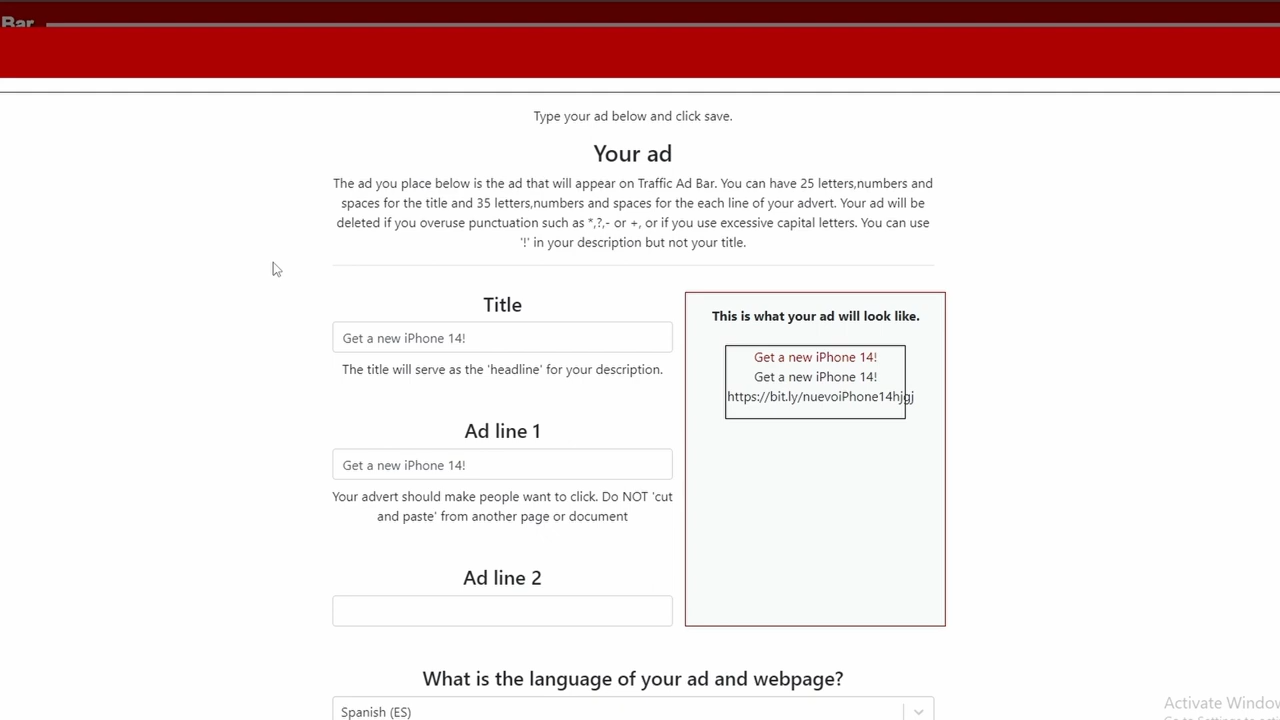 Bar
Type your ad below and click save.
Your ad
The ad you place below is the ad that will appear on Traffic Ad Bar. You can have 25 letters,numbers and
spaces for the title and 35 letters,numbers and spaces for the each line of your advert. Your ad will be
deleted if you overuse punctuation such as *,?,- or +, or if you use excessive capital letters. You can use
'!' in your description but not your title.
Title
Get a new iPhone 14!
The title will serve as the 'headline' for your description.
Ad line 1
Get a new iPhone 14!
Your advert should make people want to click. Do NOT 'cut
and paste' from another page or document
Ad line 2
This is what your ad will look like.
Get a new iPhone 14!
Get a new iPhone 14!
https://bit.ly/nuevoiPhone14hjgj
What is the language of your ad and webpage?
Spanish (ES)
Activate Window